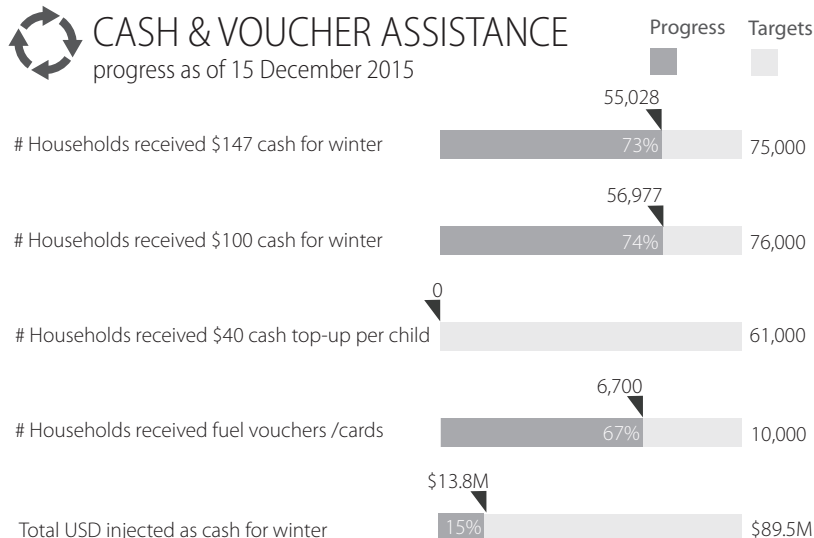 CASH & VOUCHER ASSISTANCE
progress as of 15 December 2015
Progress Targets
55,028
# Households received $147 cash for winter 73% 75,000
56,977
# Households received $100 cash for winter 74% 76,000
0
# Households received $40 cash top-up per child 61,000
6,700
# Households received fuel vouchers /cards 67% 10,000
$13.8M
Total USD injected as cash for winter 15% $89.5M